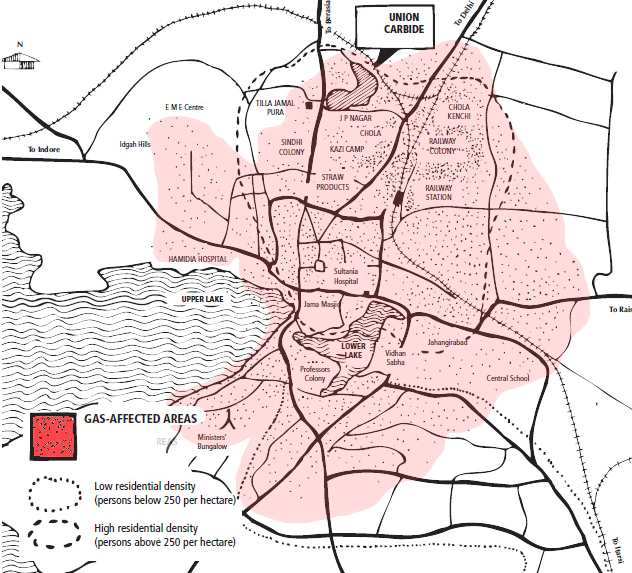 UNION
CARBIDE
To Berasia
To Delhi
N
E M E Centre
TILLA JAMAL
PURA
CHOLA
KENCHI
J P NAGAR
CHOLA
Idgah Hills
To Indore
SINDHI
COLONY
KAZI CAMP
RAILWAY
COLONY
STRAW
PRODUCTS
RAILWAY
STATION
HAMIDIA HOSPITAL
Sultania
Hospital
UPPER LAKE
Jama Masjid
To Rais
LOWER
LAKE
Jahangirabad
Vidhan
Sabha
Professors
Colony
Central School
GAS-AFFECTED AREAS
REAS
Ministers'
Bungalow
Low residential density
(persons below 250 per hectare)
High residential density
(persons above 250 per hectare)
To Itarsi